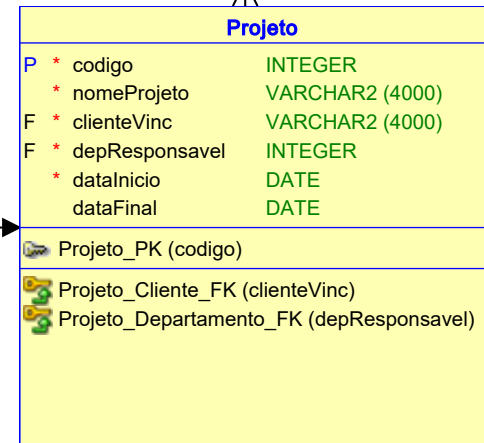 Projeto
P * codigo INTEGER
* nomeProjeto VARCHAR2 (4000)
F * clienteVinc VARCHAR2 (4000)
F * depResponsavel INTEGER
* dataInicio DATE
dataFinal DATE
Projeto_PK (codigo)
Projeto_Cliente_FK (clienteVinc)
Projeto_Departamento_FK (depResponsavel)